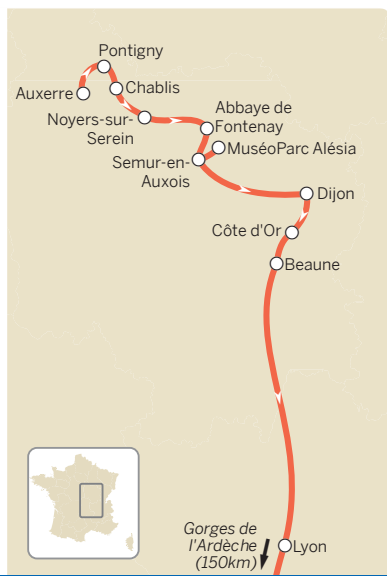 Pontigny
Auxerre
Chablis
Noyers-sur-
Serein
Abbaye de
Fontenay
MuséoParc Alésia
Semur-en-
Auxois
Dijon
Côte d'Or
Beaune
Gorges de
l'Ardèche
(150km)
Lyon